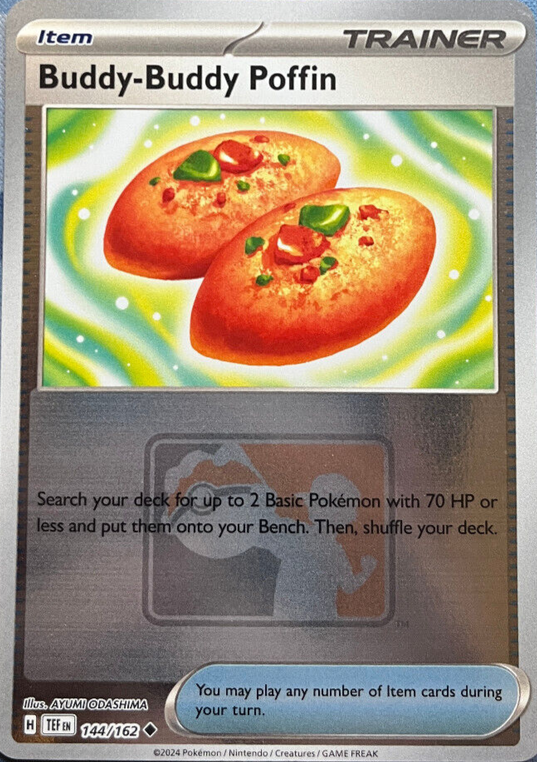 Item
TRAINER
Buddy-Buddy Poffin
Search your deck for up to 2 Basic Pokémon with 70 HP or
less and put them onto your Bench. Then, shuffle your deck.
TM
Illus. AYUMI ODASHIMA
You may play any number of Item cards during
your turn.
H TEF EN 144/162
©2024 Pokémon / Nintendo / Creatures / GAME FREAK